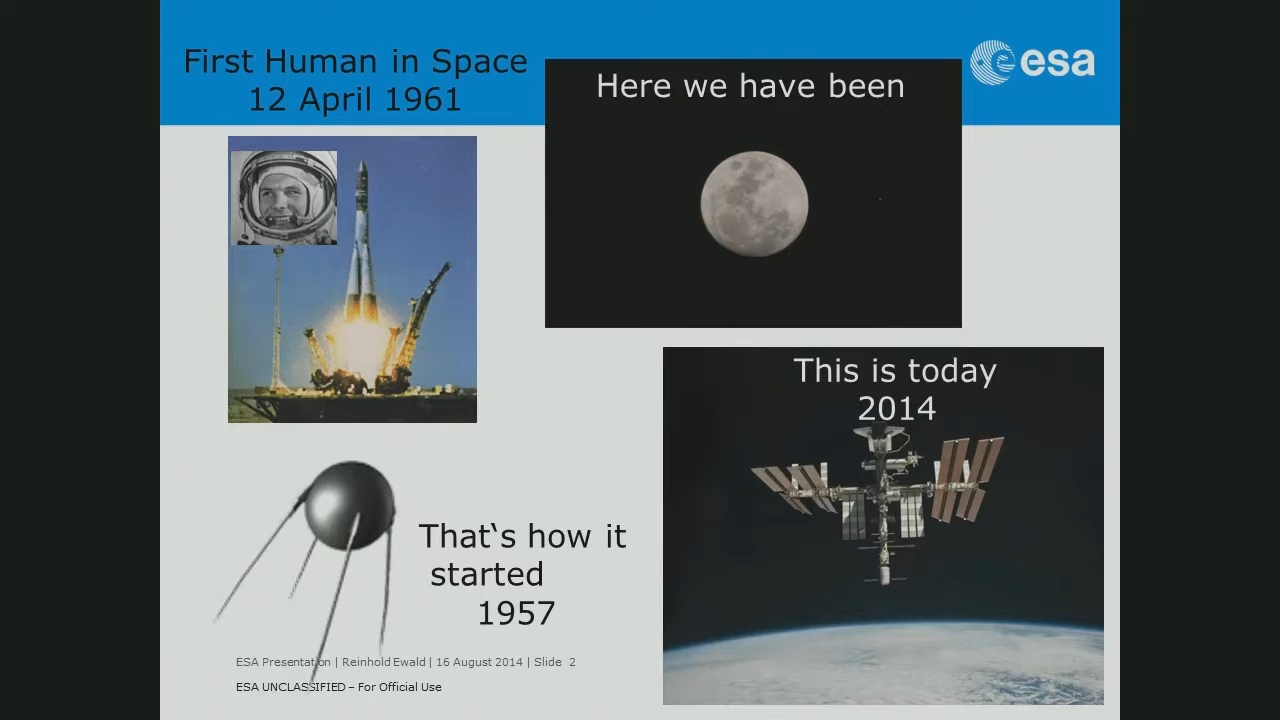 First Human in Space
12 April 1961
Here we have been
esa
This is today
2014
That‘s how it
started
1957
ESA Presentation | Reinhold Ewald | 16 August 2014 | Slide 2
ESA UNCLASSIFIED – For Official Use